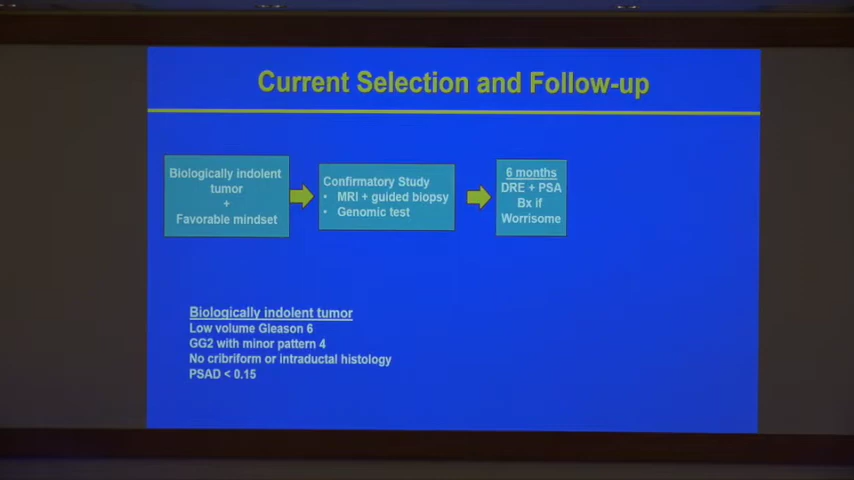 Current Selection and Follow-up
Biologically indolent
tumor
+
Favorable mindset
Confirmatory Study
• MRI + guided biopsy
• Genomic test
6 months
DRE + PSA
Bx if
Worrisome
Biologically indolent tumor
Low volume Gleason 6
GG2 with minor pattern 4
No cribriform or intraductal histology
PSAD < 0.15